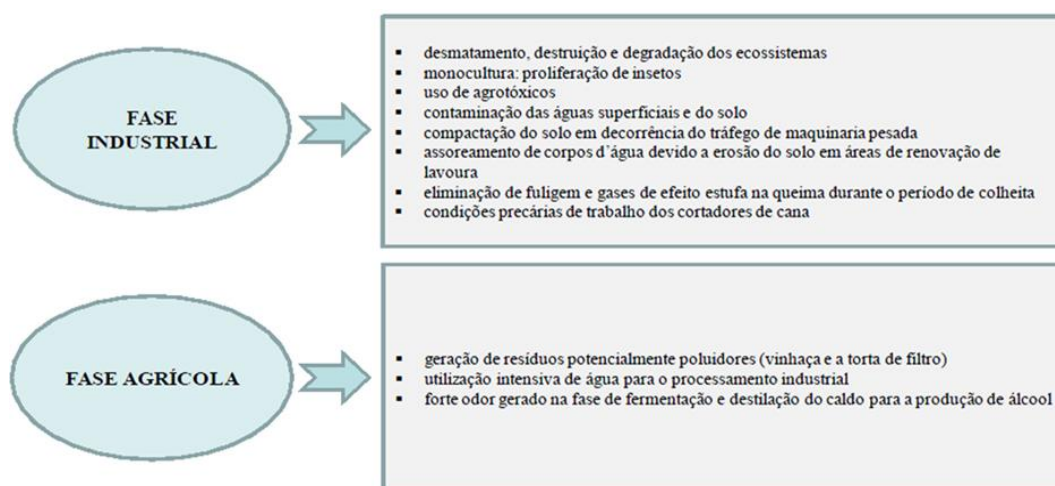 FASE
INDUSTRIAL
▪ desmatamento, destruição e degradação dos ecossistemas
▪ monocultura: proliferação de insetos
▪ uso de agrotóxicos
▪ contaminação das águas superfíciais e do solo
▪ compactação do solo em decorrência do tráfego de maquinaria pesada
▪ assoreamento de corpos d’água devido a erosão do solo em áreas de renovação de
lavoura
▪ eliminação de fuligem e gases de efeito estufa na queima durante o período de colheita
▪ condições precárias de trabalho dos cortadores de cana
FASE AGRÍCOLA
▪ geração de resíduos potencialmente poluidores (vinhaça e a torta de filtro)
▪ utilização intensiva de água para o processamento industrial
▪ forte odor gerado na fase de fermentação e destilação do caldo para a produção de álcool